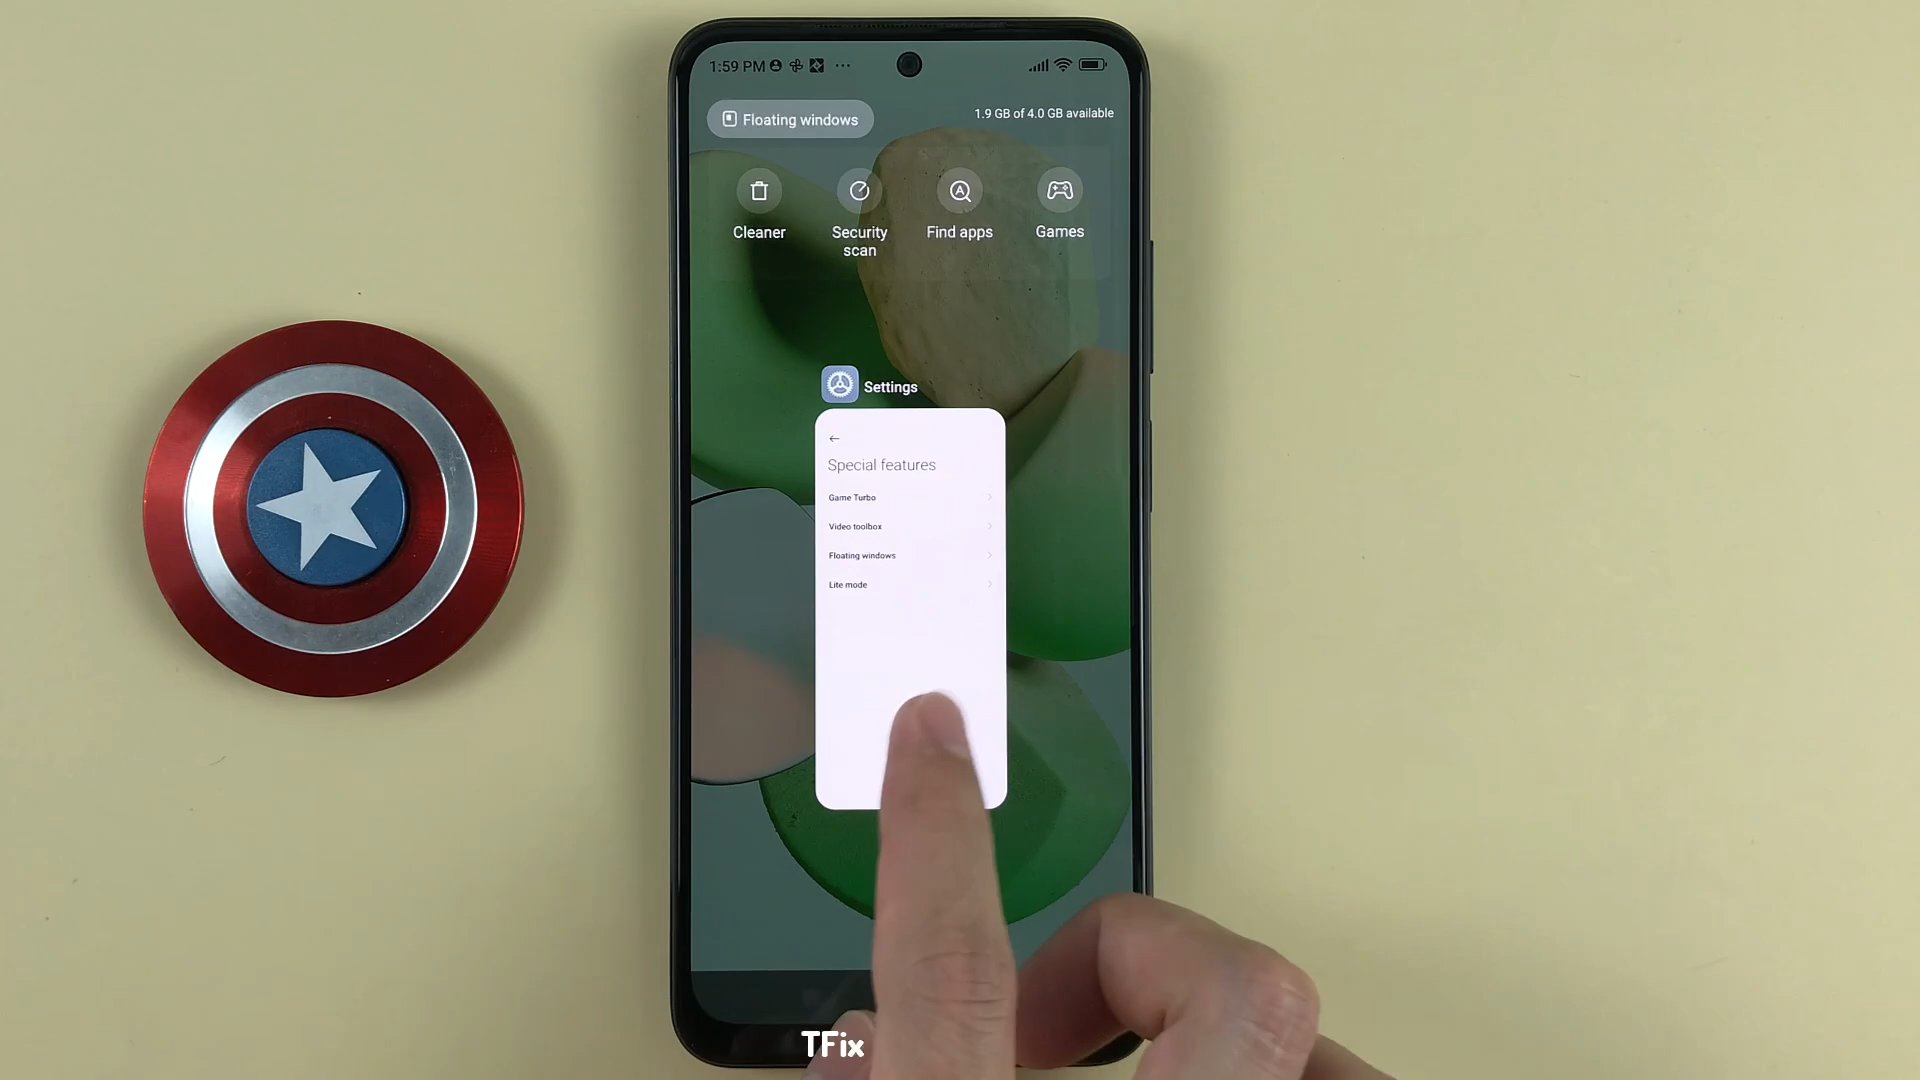 1:59 PM
Floating windows
1.9 GB of 4.0 GB available
Cleaner
Security scan
Find apps
Games
Settings
Special features
Game Turbo
Video toolbox
Floating windows
Lite mode
TFix